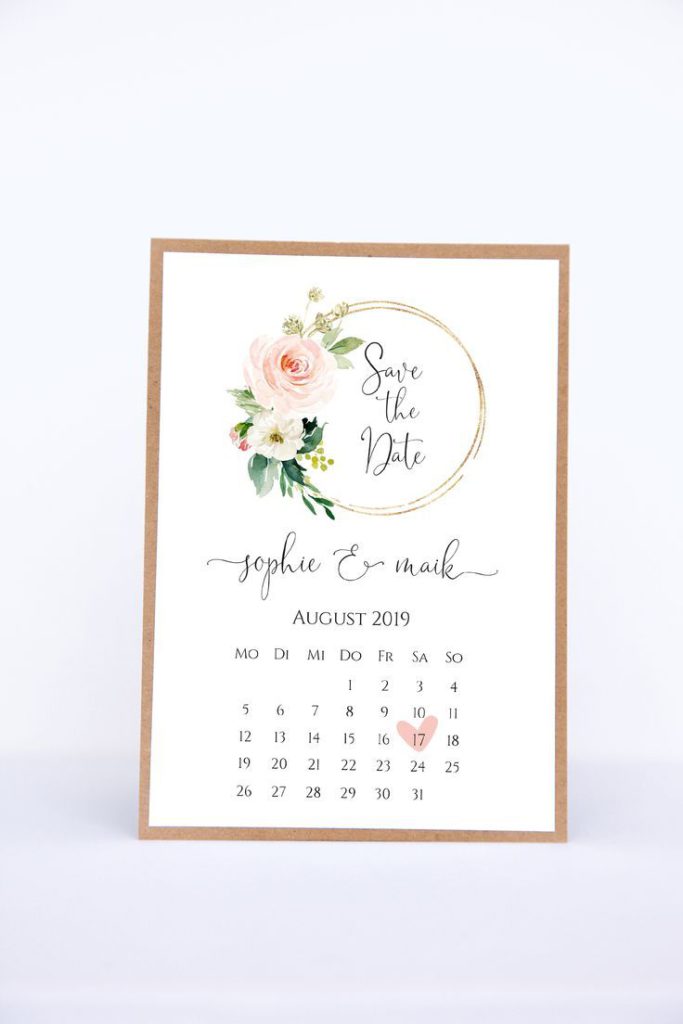 Save
the
Date
sophie & maik
August 2019
Mo Di Mi Do Fr Sa So
1 2 3 4
5 6 7 8 9 10 11
12 13 14 15 16 17 18
19 20 21 22 23 24 25
26 27 28 29 30 31